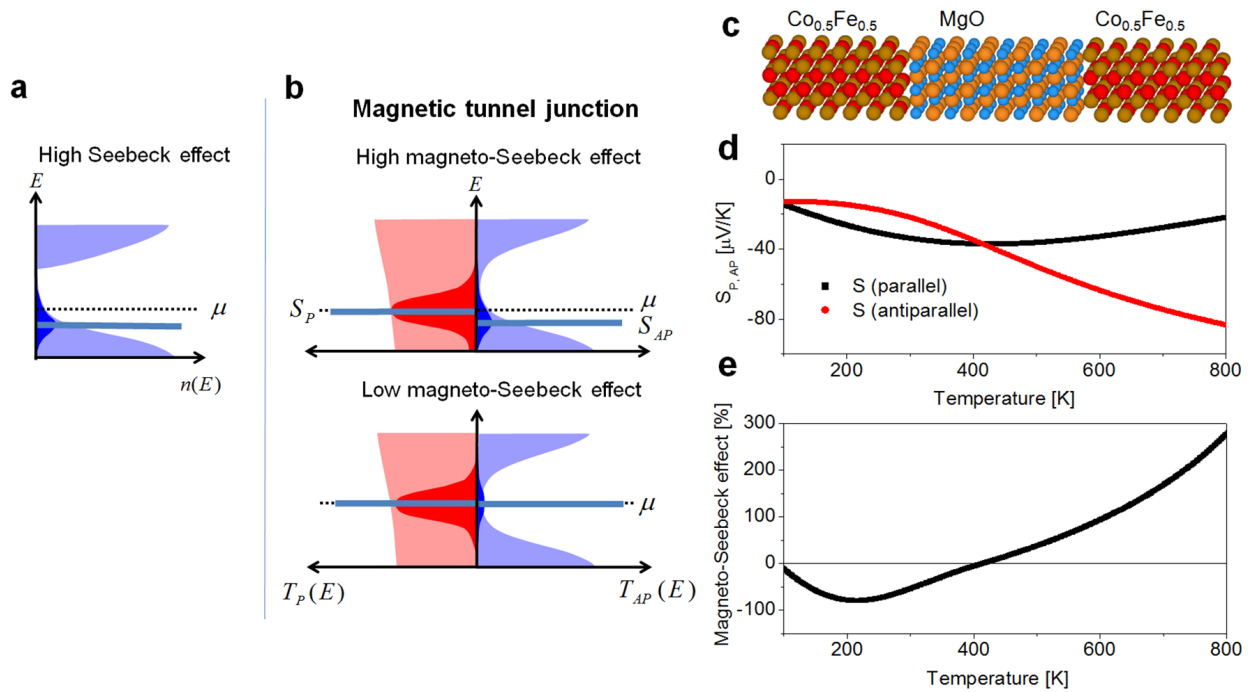 a
High Seebeck effect
E
μ
n(E)
b
Magnetic tunnel junction
High magneto-Seebeck effect
E
S_P
μ
S_AP
Low magneto-Seebeck effect
μ
T_P(E)
T_AP(E)
c
Co0.5Fe0.5 MgO Co0.5Fe0.5
d
0
-40
-80
S_P, AP [μV/K]
S (parallel)
S (antiparallel)
200 400 600 800
Temperature [K]
e
300
200
100
0
-100
Magneto-Seebeck effect [%]
200 400 600 800
Temperature [K]